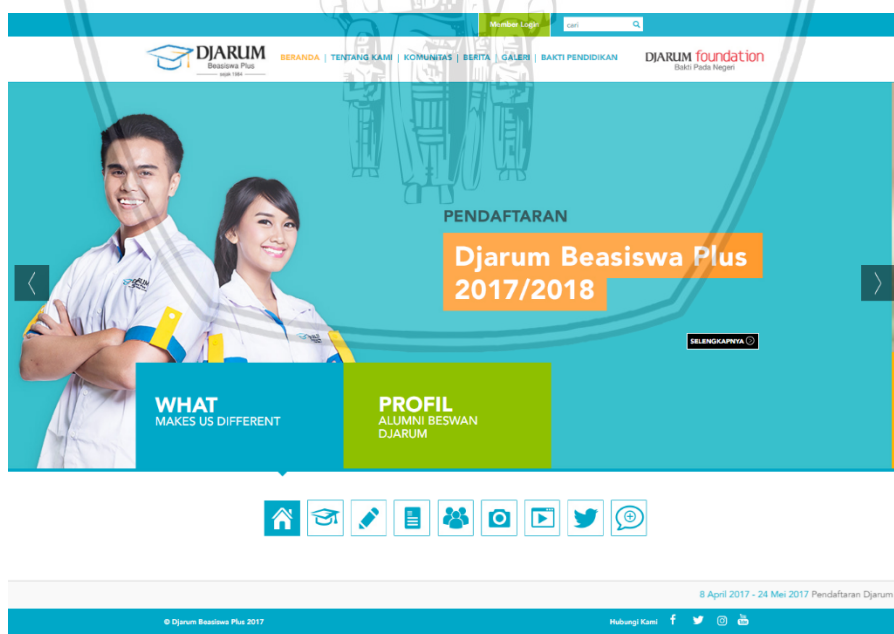 Member Login
cari
DJARUM
Beasiswa Plus
sejak 1984
BERANDA | TENTANG KAMI | KOMUNITAS | BERITA | GALERI | BAKTI PENDIDIKAN
DJARUM foundation
Bakti Pada Negeri
PENDAFTARAN
Djarum Beasiswa Plus
2017/2018
SELENGKAPNYA
WHAT
MAKES US DIFFERENT
PROFIL
ALUMNI BESWAN
DJARUM
8 April 2017 - 24 Mei 2017 Pendaftaran Djarum
© Djarum Beasiswa Plus 2017
Hubungi Kami